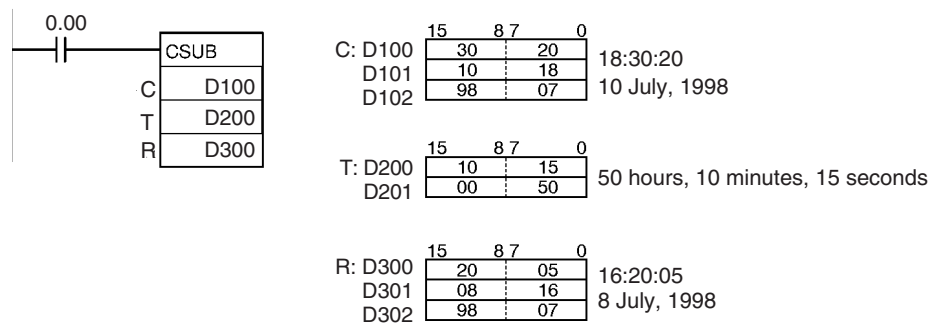 0.00
CSUB
C D100
T D200
R D300
15 8 7 0
C: D100 30 20 18:30:20
D101 10 18
D102 98 07 10 July, 1998
15 8 7 0
T: D200 10 15
D201 00 50
50 hours, 10 minutes, 15 seconds
15 8 7 0
R: D300 20 05 16:20:05
D301 08 16
D302 98 07 8 July, 1998